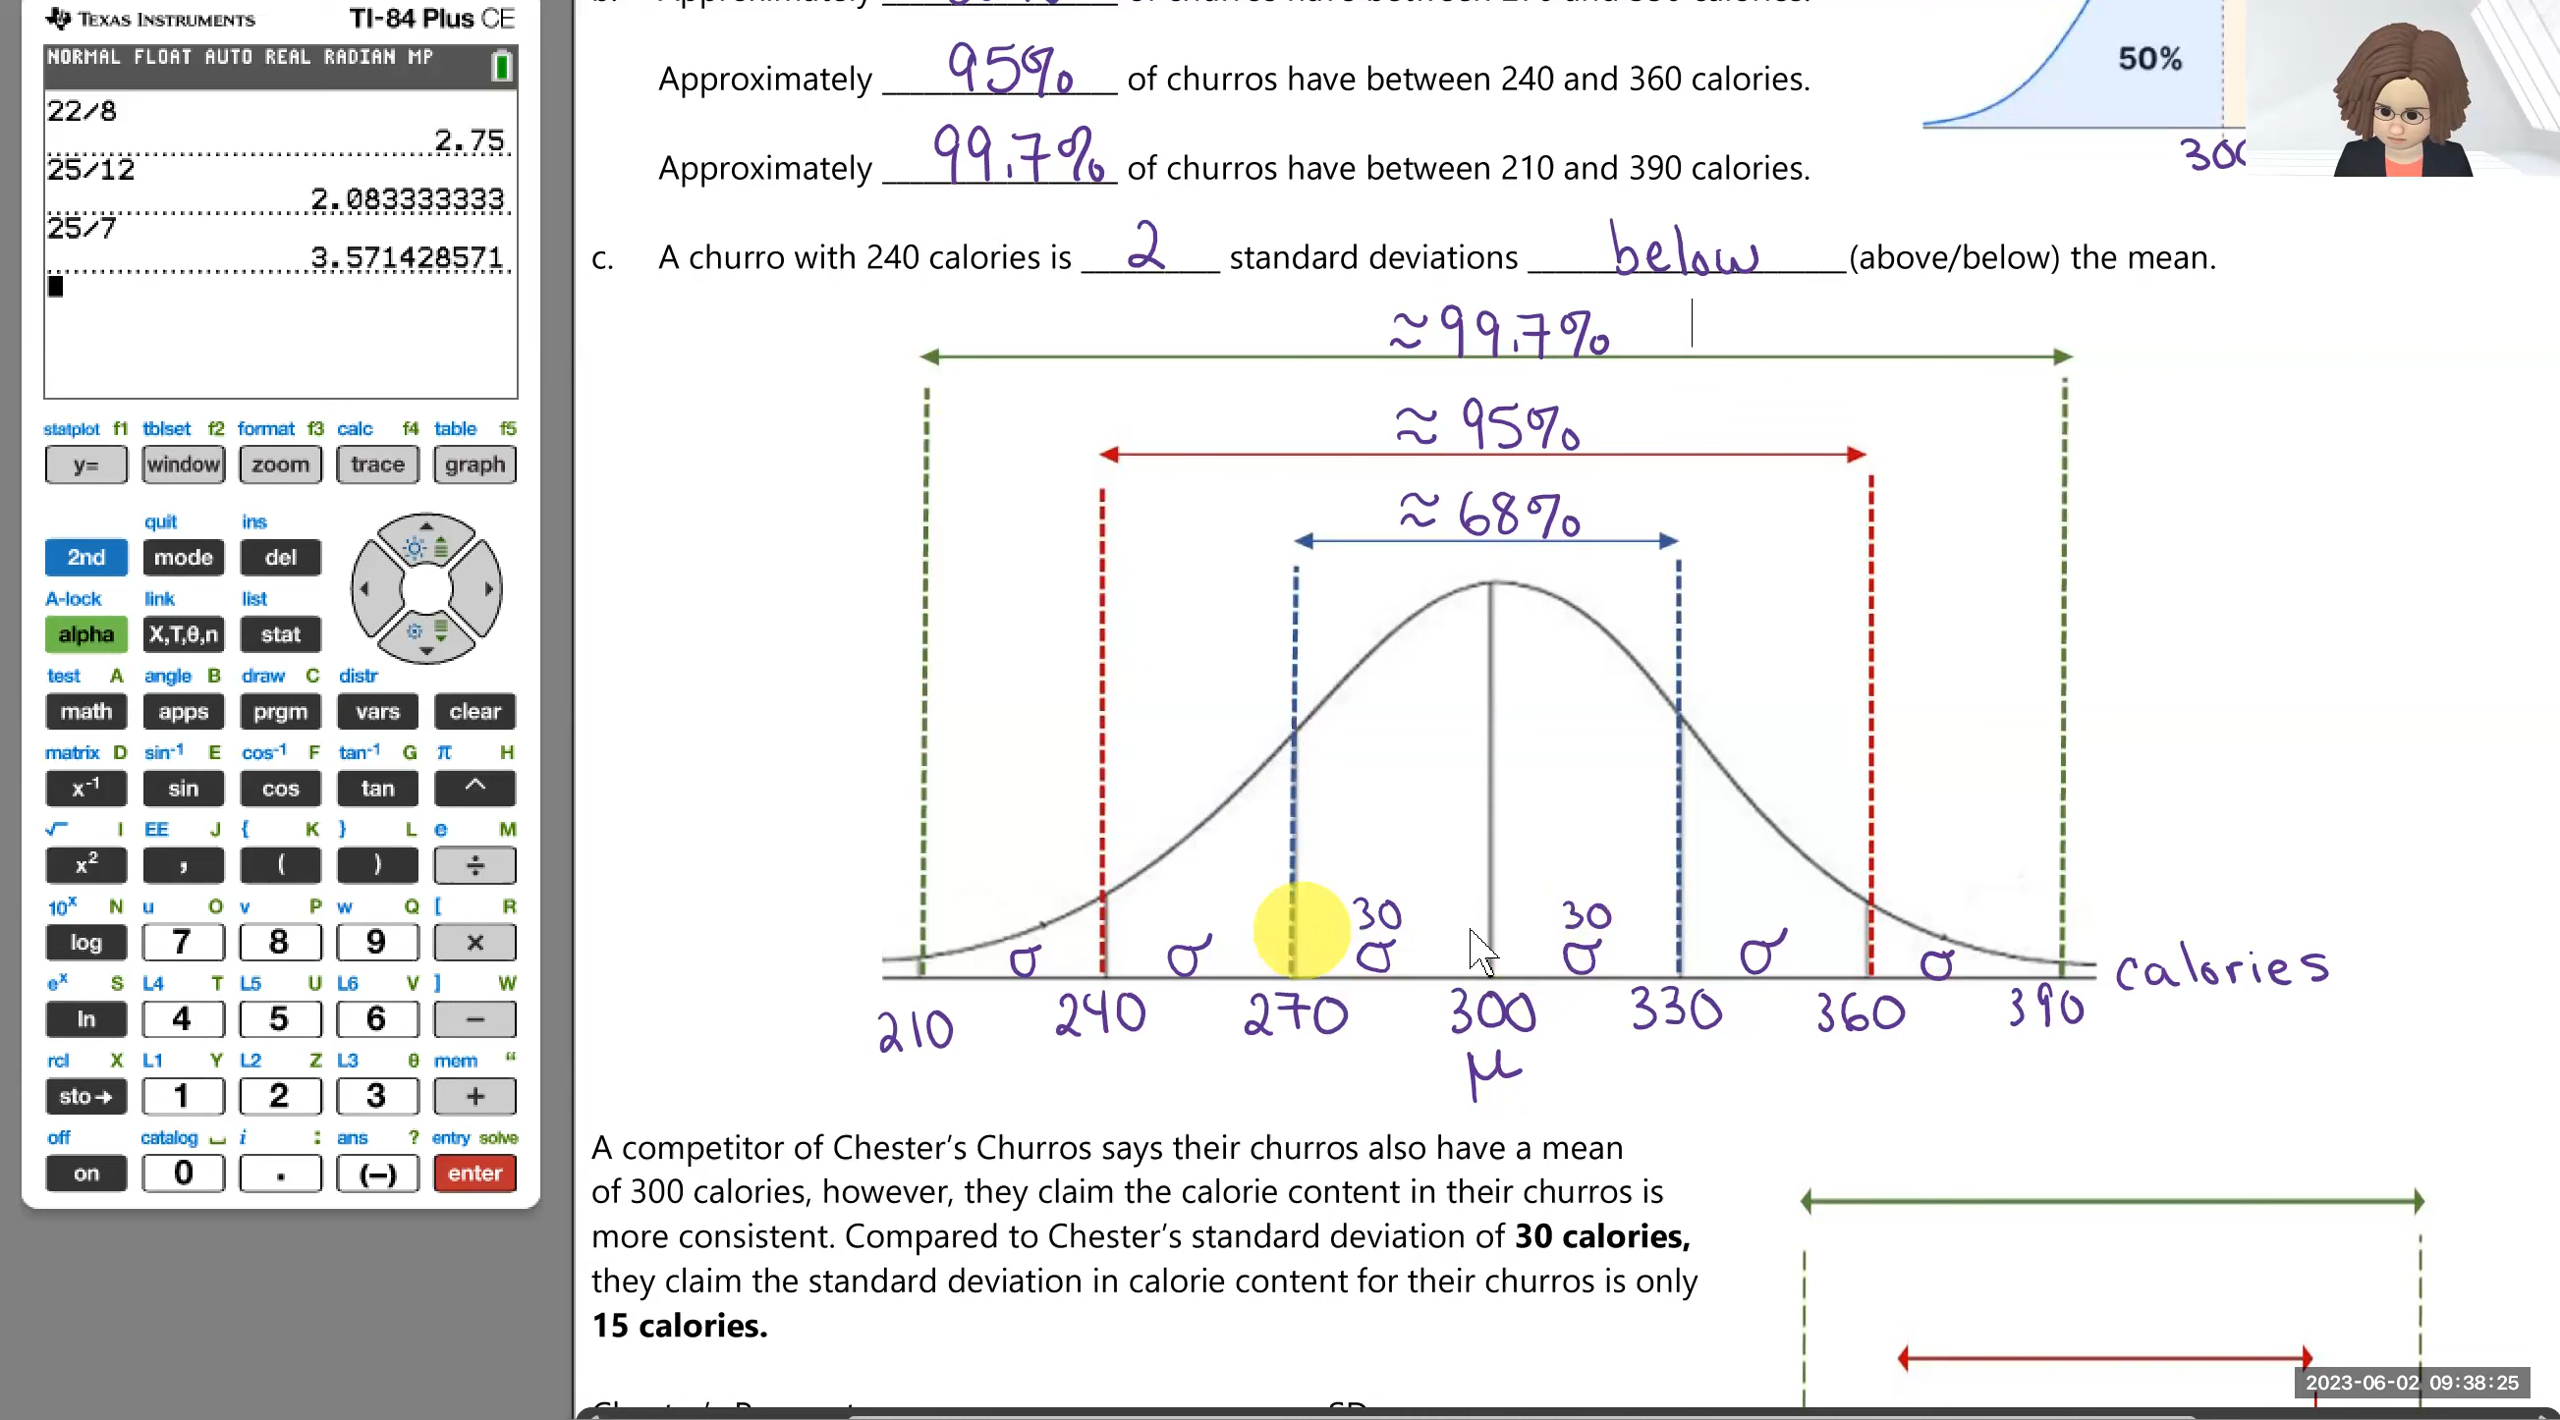 TEXAS INSTRUMENTS TI-84 Plus CE
NORMAL FLOAT AUTO REAL RADIAN MP
22/8
2.75
25/12
2.083333333
25/7
3.571428571
statplot f1 tblset f2 format f3 calc f4 table f5
y= window zoom trace graph
quit ins
2nd mode del
A-lock link list
alpha X,T,θ,n stat
test A angle B draw C distr
math apps prgm vars clear
matrix D sin⁻¹ E cos⁻¹ F tan⁻¹ G π H
x⁻¹ sin cos tan ^
√ I EE J { K } L e M
x² , ( ) ÷
10ˣ N u O v P w Q [ R
log 7 8 9 ×
eˣ S L4 T L5 U L6 V ] W
ln 4 5 6 −
rcl X L1 Y L2 Z L3 θ mem "
sto→ 1 2 3 +
off catalog ⎵ i : ans ? entry solve
on 0 . (−) enter
Approximately 95% of churros have between 240 and 360 calories.
Approximately 99.7% of churros have between 210 and 390 calories.
50%
300
c. A churro with 240 calories is 2 standard deviations below (above/below) the mean.
≈99.7%
≈95%
≈68%
30 30
σ σ σ σ σ σ
calories
210 240 270 300 330 360 390
μ
A competitor of Chester’s Churros says their churros also have a mean
of 300 calories, however, they claim the calorie content in their churros is
more consistent. Compared to Chester’s standard deviation of 30 calories,
they claim the standard deviation in calorie content for their churros is only
15 calories.
2023-06-02 09:38:25